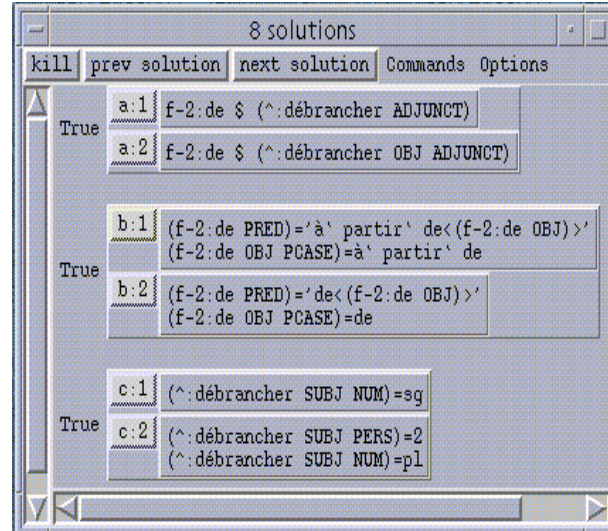 8 solutions
kill prev solution next solution Commands Options
True
a:1 f-2:de $ (^:débrancher ADJUNCT)
a:2 f-2:de $ (^:débrancher OBJ ADJUNCT)
True
b:1 (f-2:de PRED)='à` partir` de<(f-2:de OBJ)>'
(f-2:de OBJ PCASE)=à` partir` de
b:2 (f-2:de PRED)='de<(f-2:de OBJ)>'
(f-2:de OBJ PCASE)=de
True
c:1 (^:débrancher SUBJ NUM)=sg
c:2 (^:débrancher SUBJ PERS)=2
(^:débrancher SUBJ NUM)=pl